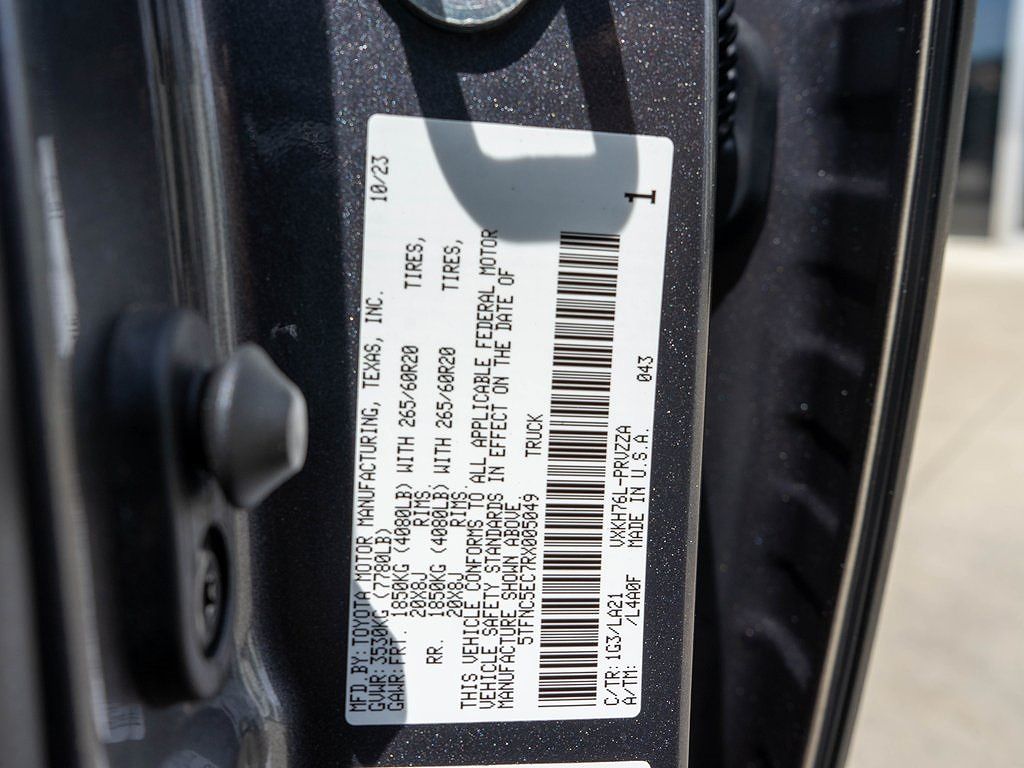 MFD BY: TOYOTA MOTOR MANUFACTURING, TEXAS, INC. 10/23
GVWR: 3530KG (7780LB)
GAWR: FRT. 1850KG (4080LB) WITH 265/60R20 TIRES,
20X8J RIMS
RR. 1850KG (4080LB) WITH 265/60R20 TIRES,
20X8J RIMS
THIS VEHICLE CONFORMS TO ALL APPLICABLE FEDERAL MOTOR
VEHICLE SAFETY STANDARDS IN EFFECT ON THE DATE OF
MANUFACTURE SHOWN ABOVE.
5TFNC5EC7RX005049 TRUCK
C/TR: 1G3/LA21 VXKH76L-PRVZZA 043 1
A/TM: /L4A0F MADE IN U.S.A.